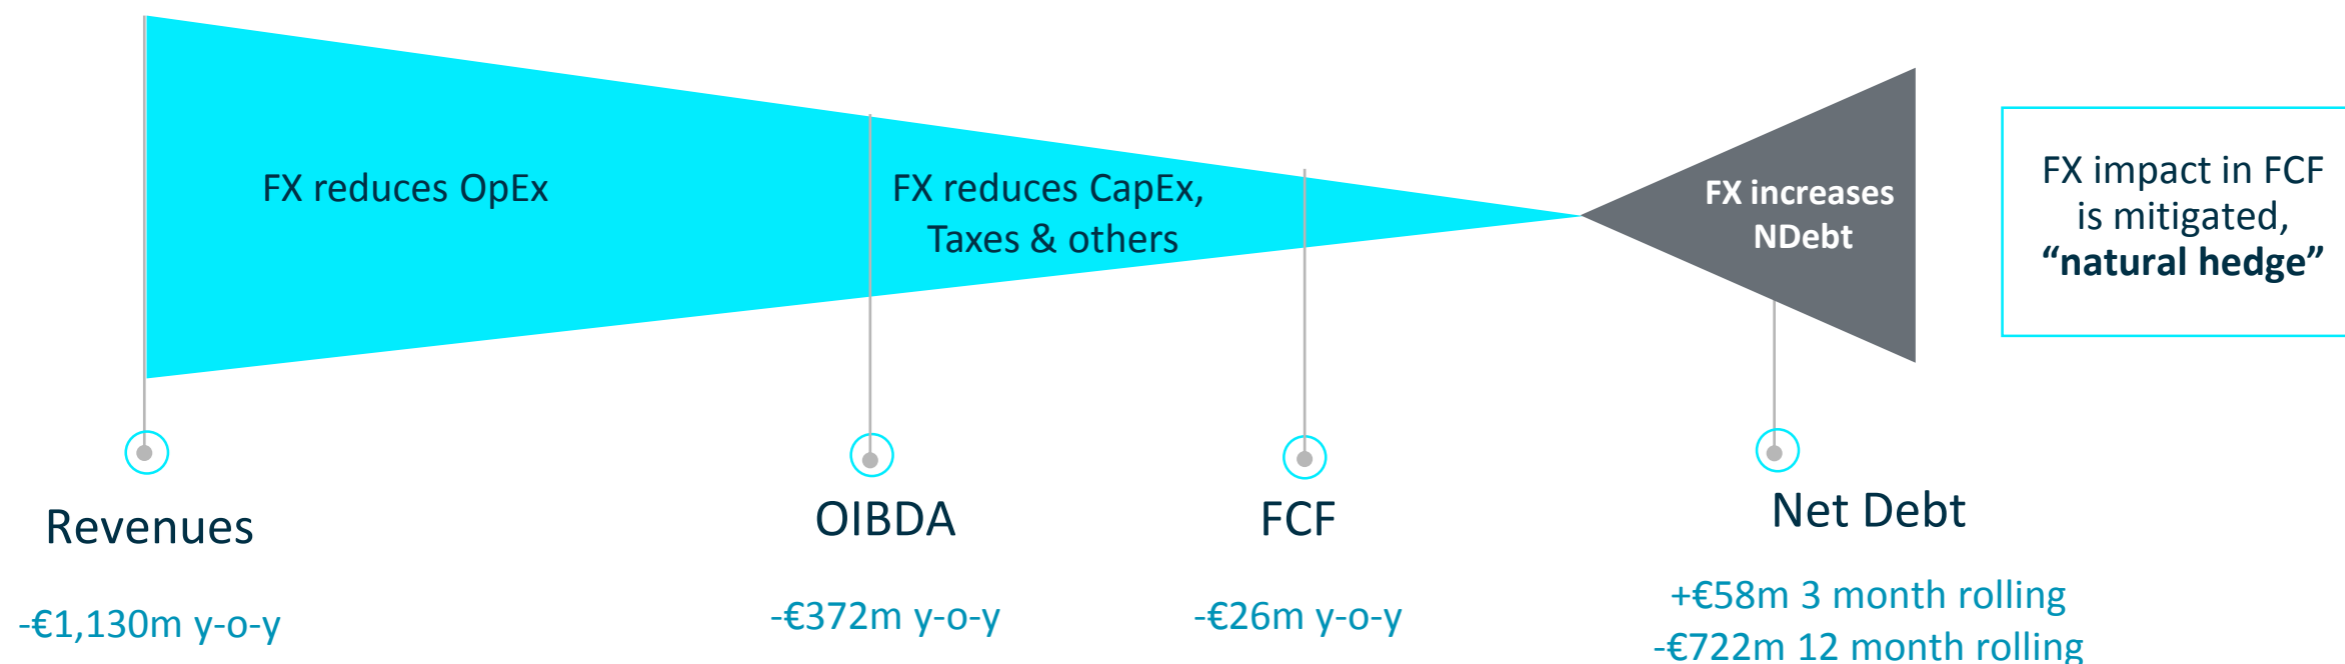 FX reduces OpEx
FX reduces CapEx,
Taxes & others
FX increases
NDebt
FX impact in FCF
is mitigated,
“natural hedge”
Revenues
-€1,130m y-o-y
OIBDA
-€372m y-o-y
FCF
-€26m y-o-y
Net Debt
+€58m 3 month rolling
-€722m 12 month rolling